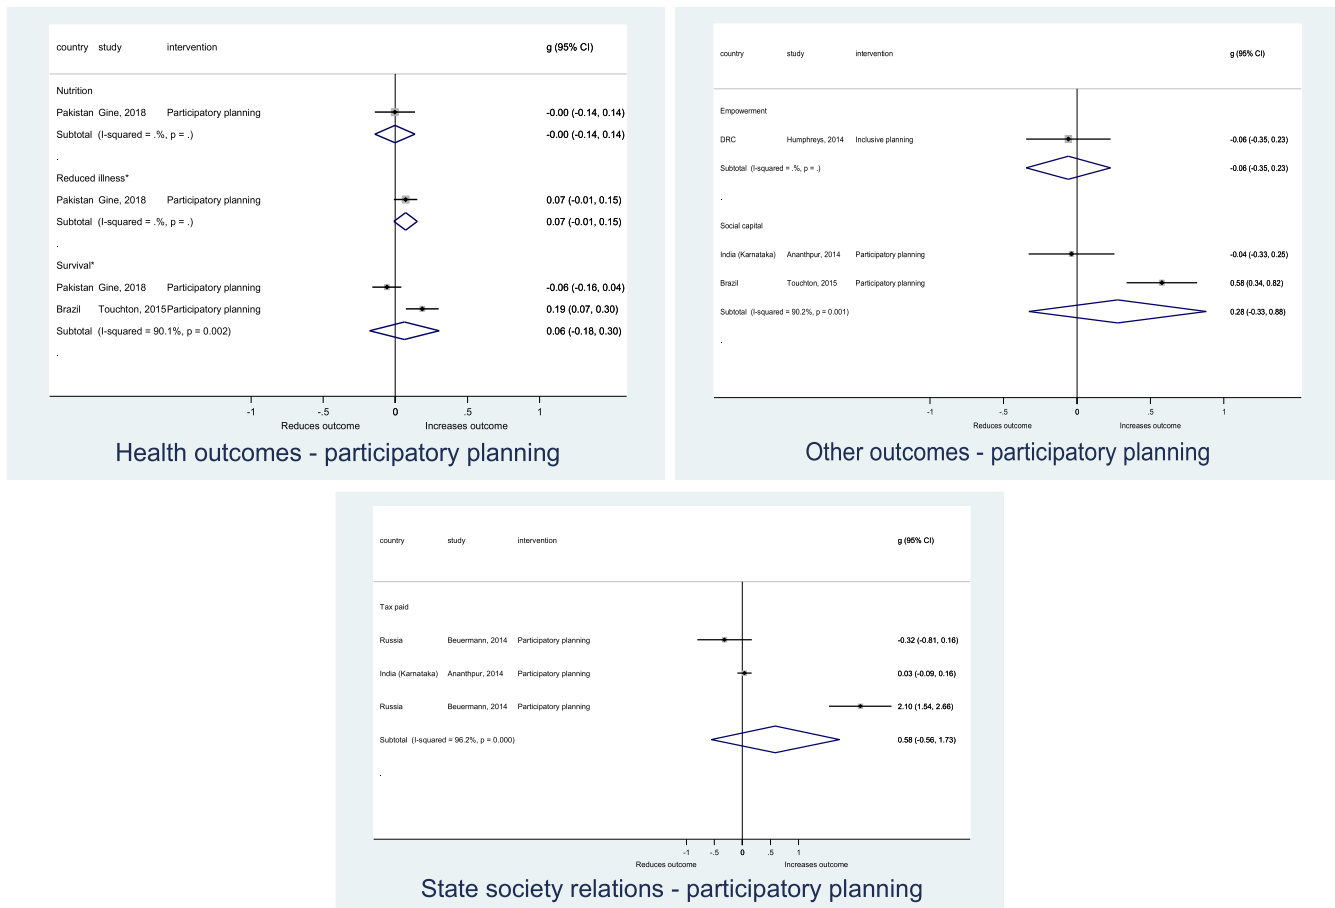 country study intervention g (95% CI)
Nutrition
Pakistan Gine, 2018 Participatory planning -0.00 (-0.14, 0.14)
Subtotal (I-squared = .%, p = .) -0.00 (-0.14, 0.14)
.
Reduced illness*
Pakistan Gine, 2018 Participatory planning 0.07 (-0.01, 0.15)
Subtotal (I-squared = .%, p = .) 0.07 (-0.01, 0.15)
.
Survival*
Pakistan Gine, 2018 Participatory planning -0.06 (-0.16, 0.04)
Brazil Touchton, 2015 Participatory planning 0.19 (0.07, 0.30)
Subtotal (I-squared = 90.1%, p = 0.002) 0.06 (-0.18, 0.30)
.
-1 -.5 0 .5 1
Reduces outcome Increases outcome
Health outcomes - participatory planning
country study intervention g (95% CI)
Empowerment
DRC Humphreys, 2014 Inclusive planning -0.06 (-0.35, 0.23)
Subtotal (I-squared = .%, p = .) -0.06 (-0.35, 0.23)
.
Social capital
India (Karnataka) Ananthpur, 2014 Participatory planning -0.04 (-0.33, 0.25)
Brazil Touchton, 2015 Participatory planning 0.58 (0.34, 0.82)
Subtotal (I-squared = 90.2%, p = 0.001) 0.28 (-0.33, 0.88)
.
-1 -.5 0 .5 1
Reduces outcome Increases outcome
Other outcomes - participatory planning
country study intervention g (95% CI)
Tax paid
Russia Beuermann, 2014 Participatory planning -0.32 (-0.81, 0.16)
India (Karnataka) Ananthpur, 2014 Participatory planning 0.03 (-0.09, 0.16)
Russia Beuermann, 2014 Participatory planning 2.10 (1.54, 2.66)
Subtotal (I-squared = 96.2%, p = 0.000) 0.58 (-0.56, 1.73)
.
-1 -.5 0 .5 1
Reduces outcome Increases outcome
State society relations - participatory planning